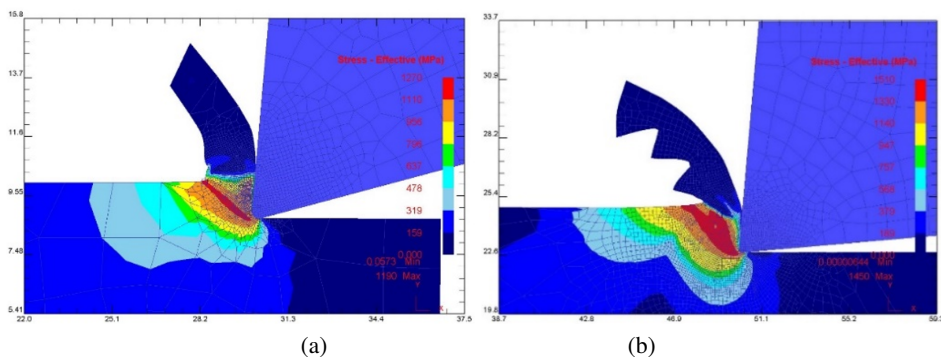 (a)
15.8
13.7
11.6
9.55
7.48
5.41
22.0 25.1 28.2 31.3 34.4 37.5
Stress - Effective (MPa)
1270
1110
956
796
637
478
319
159
0.000
0.0573 Min
1190 Max
Y
X
(b)
33.7
30.9
28.2
25.4
22.6
19.8
38.7 42.8 46.9 51.1 55.2
Stress - Effective (MPa)
0.000
0.00000644 Min
1450 Max
Y
X
(a) (b)